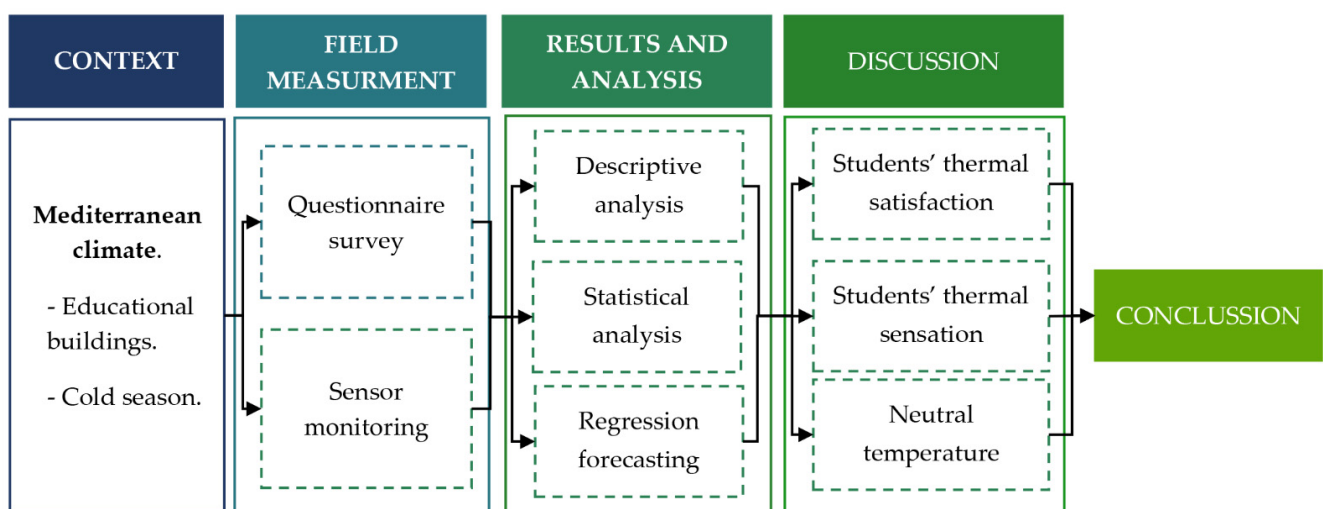 CONTEXT
Mediterranean
climate.
- Educational
buildings.
- Cold season.
FIELD
MEASURMENT
Questionnaire
survey
Sensor
monitoring
RESULTS AND
ANALYSIS
Descriptive
analysis
Statistical
analysis
Regression
forecasting
DISCUSSION
Students’ thermal
satisfaction
Students’ thermal
sensation
Neutral
temperature
CONCLUSSION